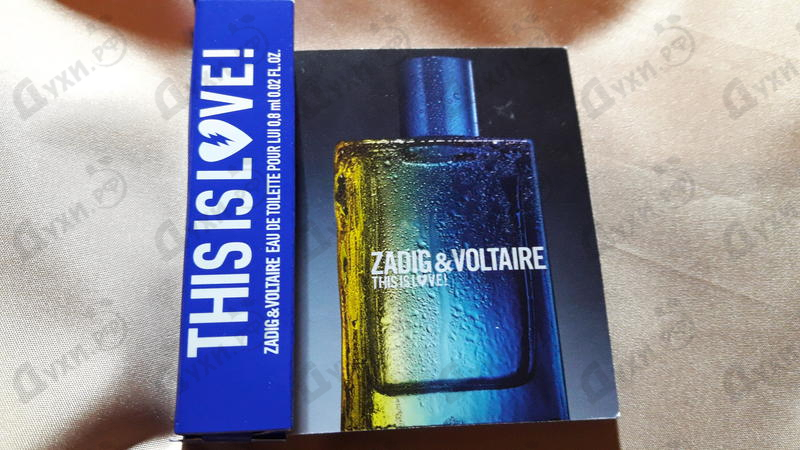 THIS IS LOVE!
ZADIG & VOLTAIRE EAU DE TOILETTE POUR LUI 0,8 ml 0.02 FL.OZ.
ZADIG & VOLTAIRE
THIS IS LOVE!
Духи.РФ